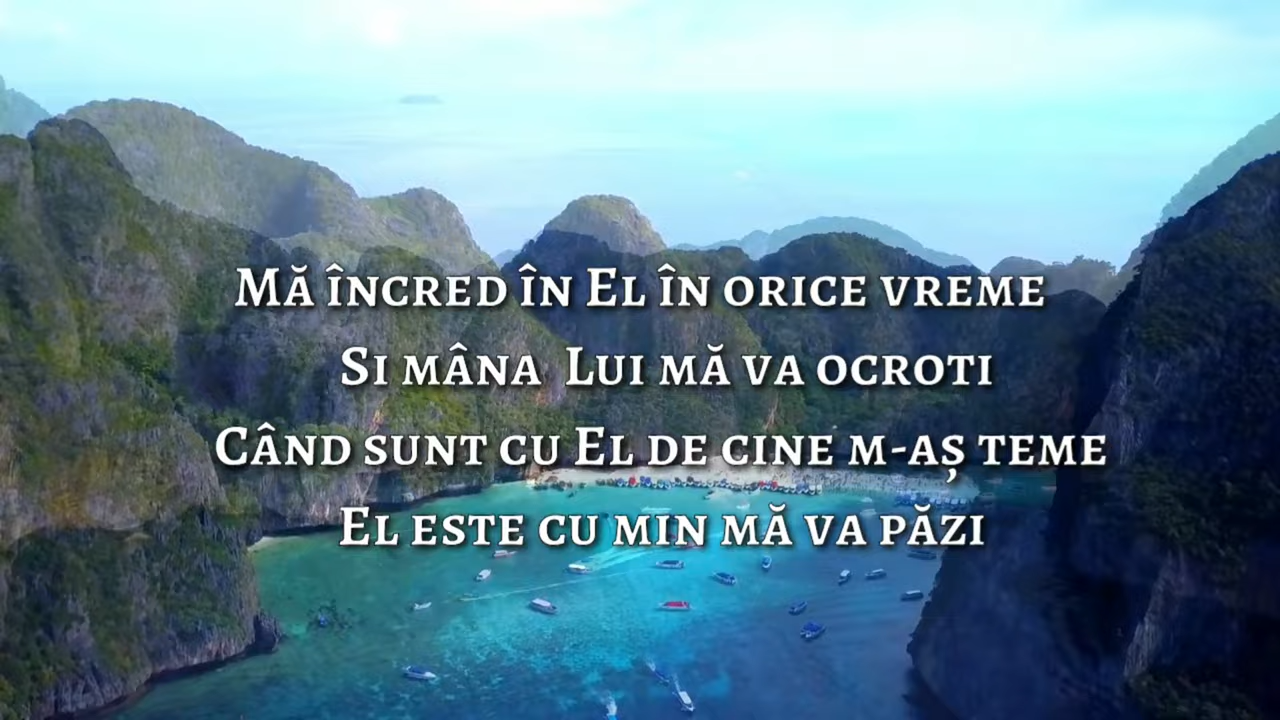 Mă încred în El în orice vreme
Si mâna Lui mă va ocroti
Când sunt cu El de cine m-aș teme
El este cu min mă va păzi